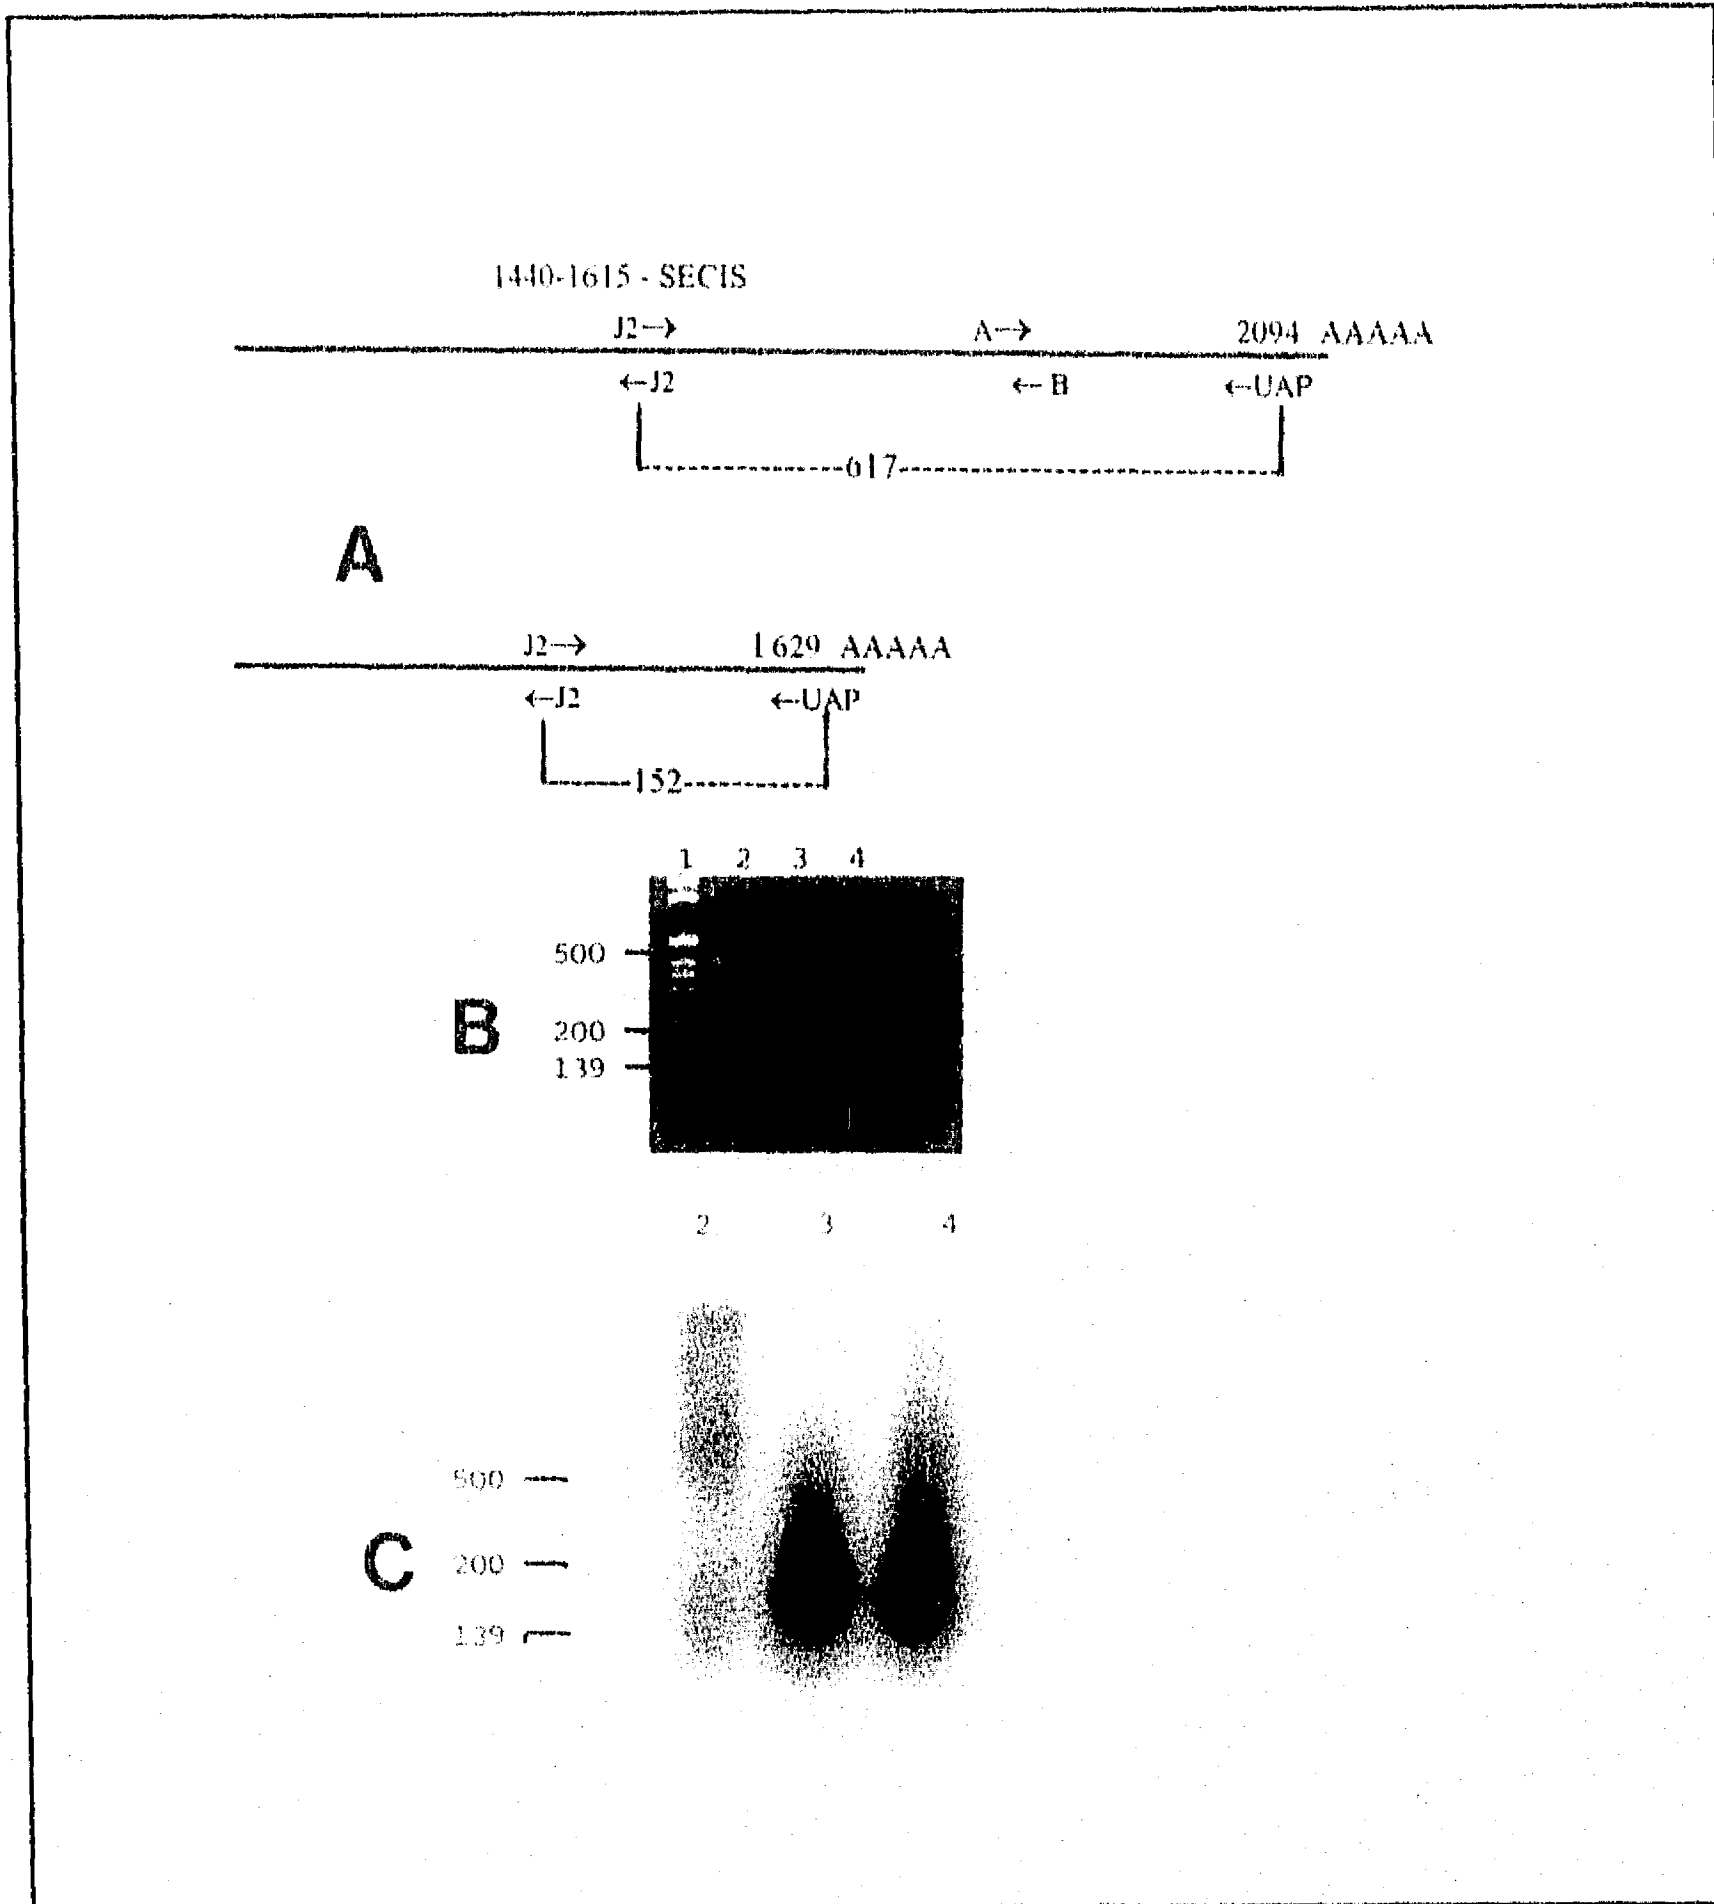 1440-1615 - SECIS
J2→ A→ 2094 AAAAA
←J2 ← B ←UAP
617
A
J2→ 1629 AAAAA
←J2 ←UAP
152
1 2 3 4
500
B
200
139
2 3 4
500
C
200
139